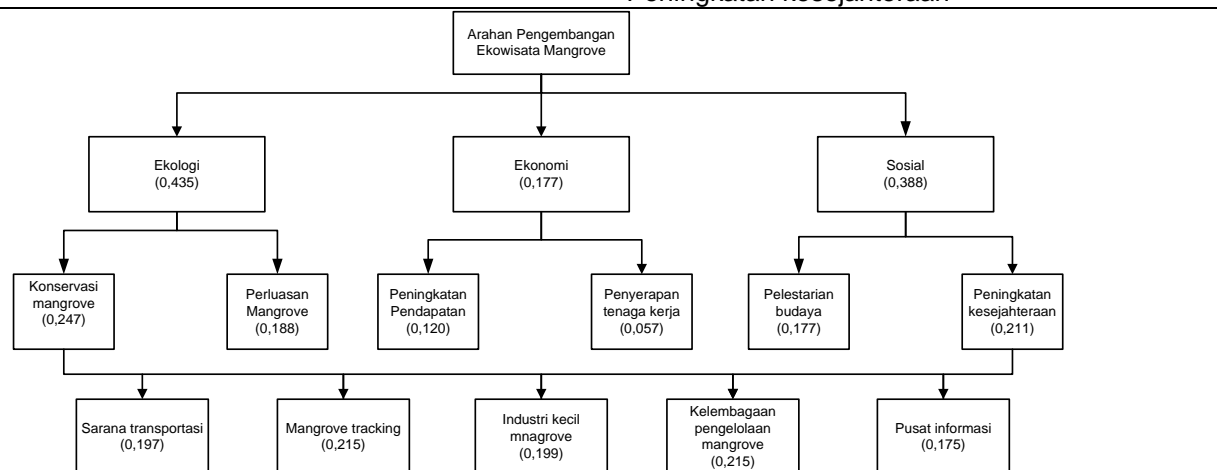 Peningkatan kesejahteraan
Arahan Pengembangan
Ekowisata Mangrove
Ekologi
(0,435)
Ekonomi
(0,177)
Sosial
(0,388)
Konservasi
mangrove
(0,247)
Perluasan
Mangrove
(0,188)
Peningkatan
Pendapatan
(0,120)
Penyerapan
tenaga kerja
(0,057)
Pelestarian
budaya
(0,177)
Peningkatan
kesejahteraan
(0,211)
Sarana transportasi
(0,197)
Mangrove tracking
(0,215)
Industri kecil
mnagrove
(0,199)
Kelembagaan
pengelolaan
mangrove
(0,215)
Pusat informasi
(0,175)